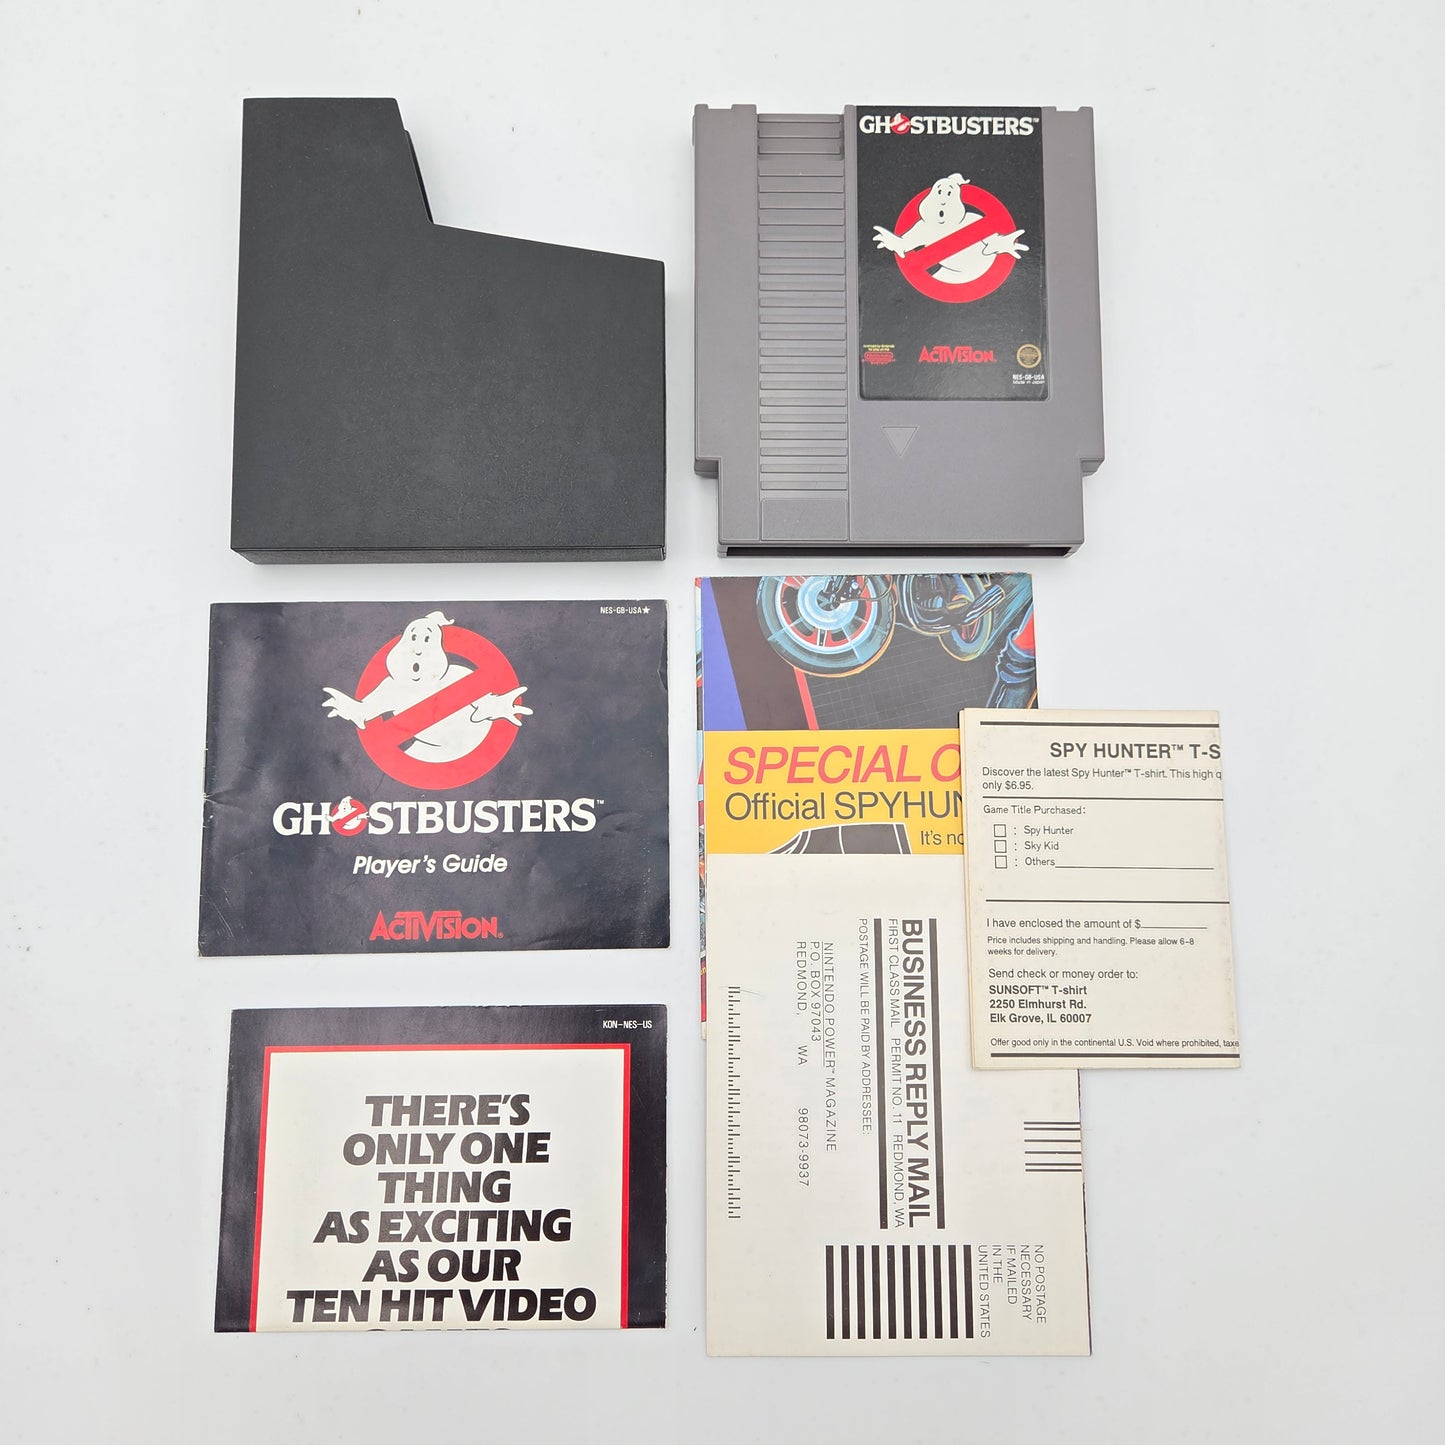 GHOSTBUSTERS™
ACTIVISION.
NES-GB-USA
Made in Japan
NES-GB-USA★
GHOSTBUSTERS™
Player's Guide
ACTIVISION®
SPECIAL O
Official SPYHUN
It's no
SPY HUNTER™ T-S
Discover the latest Spy Hunter™ T-shirt. This high q
only $6.95.
Game Title Purchased:
: Spy Hunter
: Sky Kid
: Others
I have enclosed the amount of $
Price includes shipping and handling. Please allow 6–8
weeks for delivery.
Send check or money order to:
SUNSOFT™ T-shirt
2250 Elmhurst Rd.
Elk Grove, IL 60007
Offer good only in the continental U.S. Void where prohibited, taxe
KON-NES-US
THERE'S
ONLY ONE
THING
AS EXCITING
AS OUR
TEN HIT VIDEO
BUSINESS REPLY MAIL
FIRST CLASS MAIL PERMIT NO. 11 REDMOND, WA
POSTAGE WILL BE PAID BY ADDRESSEE:
NINTENDO POWER™ MAGAZINE
P.O. BOX 97043
REDMOND, WA 98073-9937
NO POSTAGE
NECESSARY
IF MAILED
IN THE
UNITED STATES